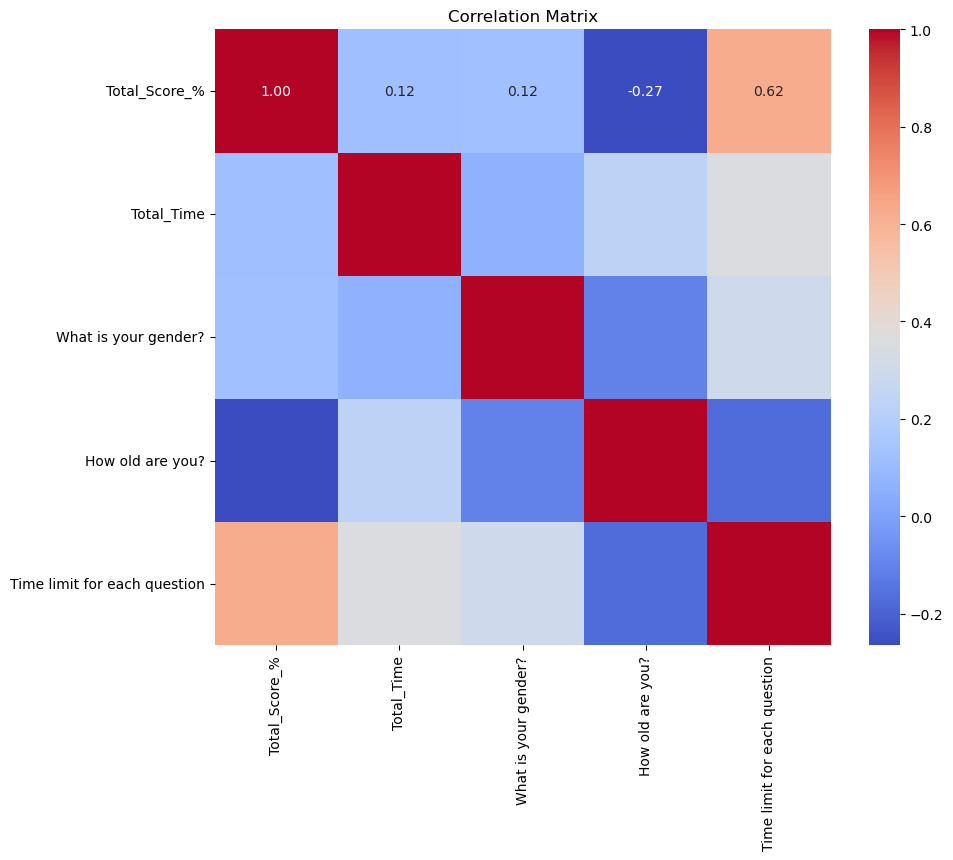 Correlation Matrix
Total_Score_%
1.00 0.12 0.12 -0.27 0.62
Total_Time
What is your gender?
How old are you?
Time limit for each question
Total_Score_%
Total_Time
What is your gender?
How old are you?
Time limit for each question
1.0
0.8
0.6
0.4
0.2
0.0
−0.2